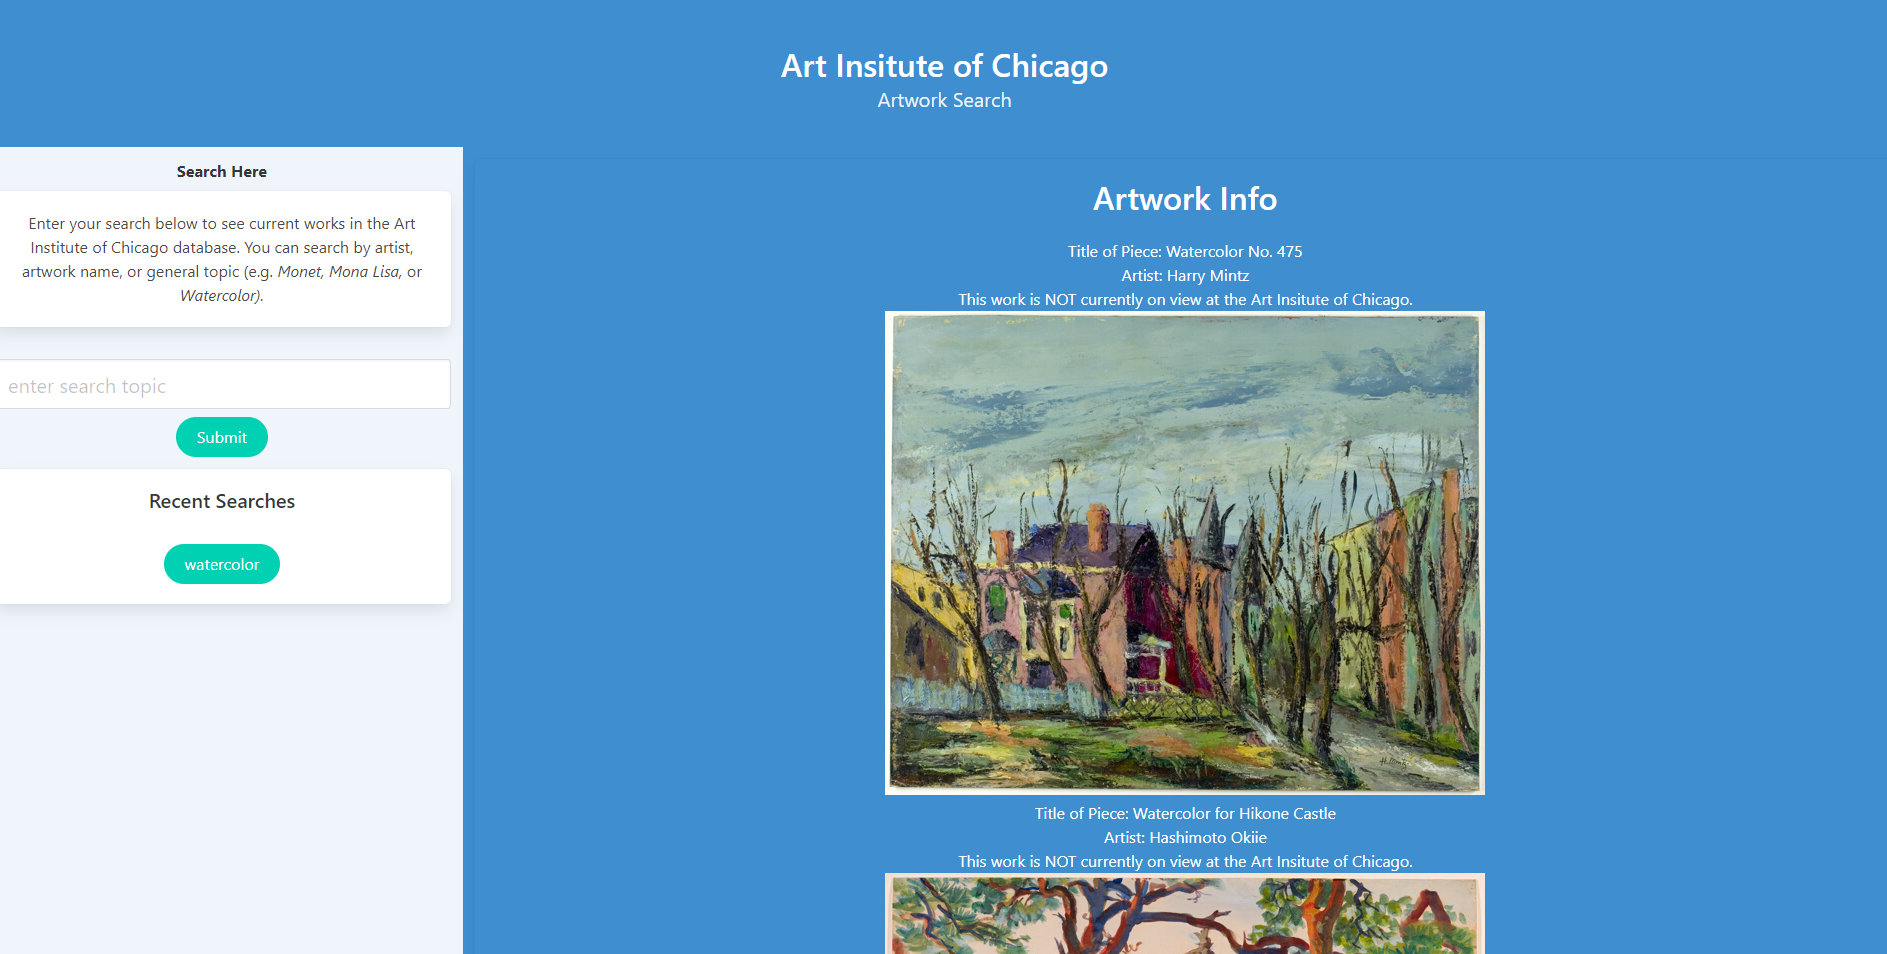 Art Insitute of Chicago
Artwork Search
Search Here
Enter your search below to see current works in the Art
Institute of Chicago database. You can search by artist,
artwork name, or general topic (e.g. Monet, Mona Lisa, or
Watercolor).
enter search topic
Submit
Recent Searches
watercolor
Artwork Info
Title of Piece: Watercolor No. 475
Artist: Harry Mintz
This work is NOT currently on view at the Art Insitute of Chicago.
H. Mintz
Title of Piece: Watercolor for Hikone Castle
Artist: Hashimoto Okiie
This work is NOT currently on view at the Art Insitute of Chicago.